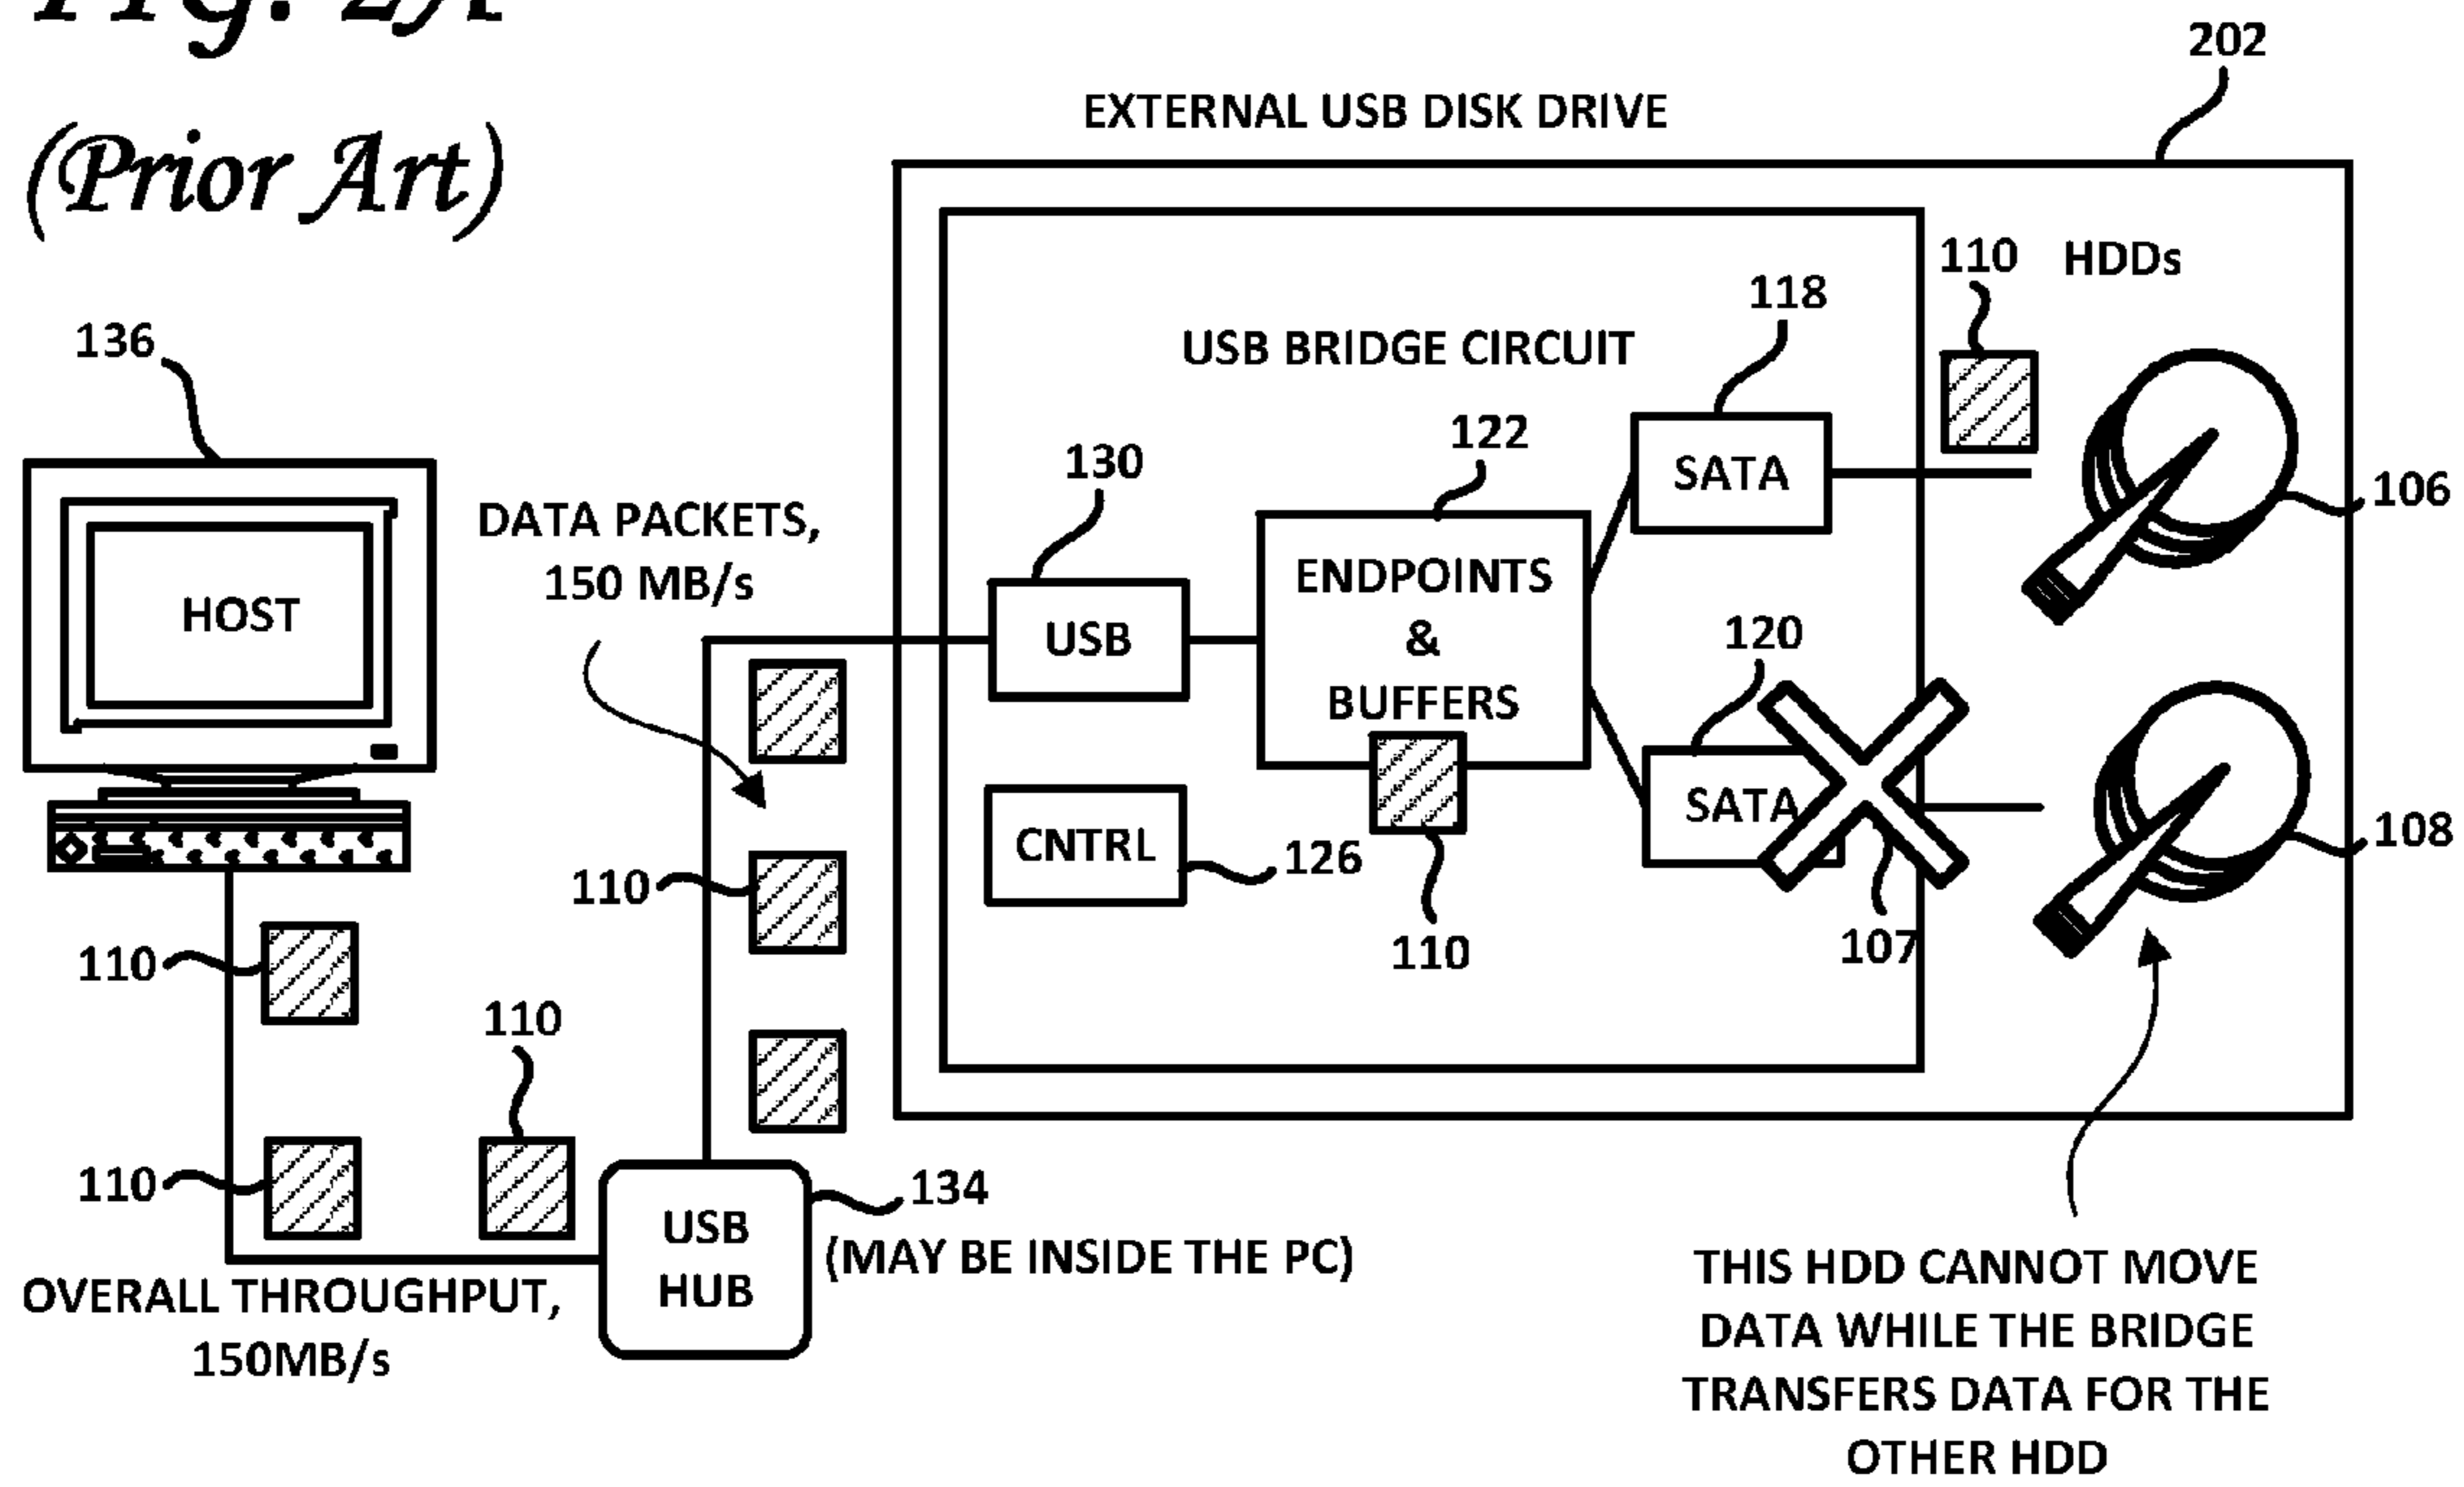 FIG. 2A
(Prior Art)
202
EXTERNAL USB DISK DRIVE
110 HDDs
118
136
USB BRIDGE CIRCUIT
122
130
SATA
106
DATA PACKETS,
150 MB/s
HOST
ENDPOINTS
&
BUFFERS
USB
120
SATA
108
CNTRL
126
110
110
107
110
110
110
134
USB
HUB
(MAY BE INSIDE THE PC)
OVERALL THROUGHPUT,
150MB/s
THIS HDD CANNOT MOVE
DATA WHILE THE BRIDGE
TRANSFERS DATA FOR THE
OTHER HDD